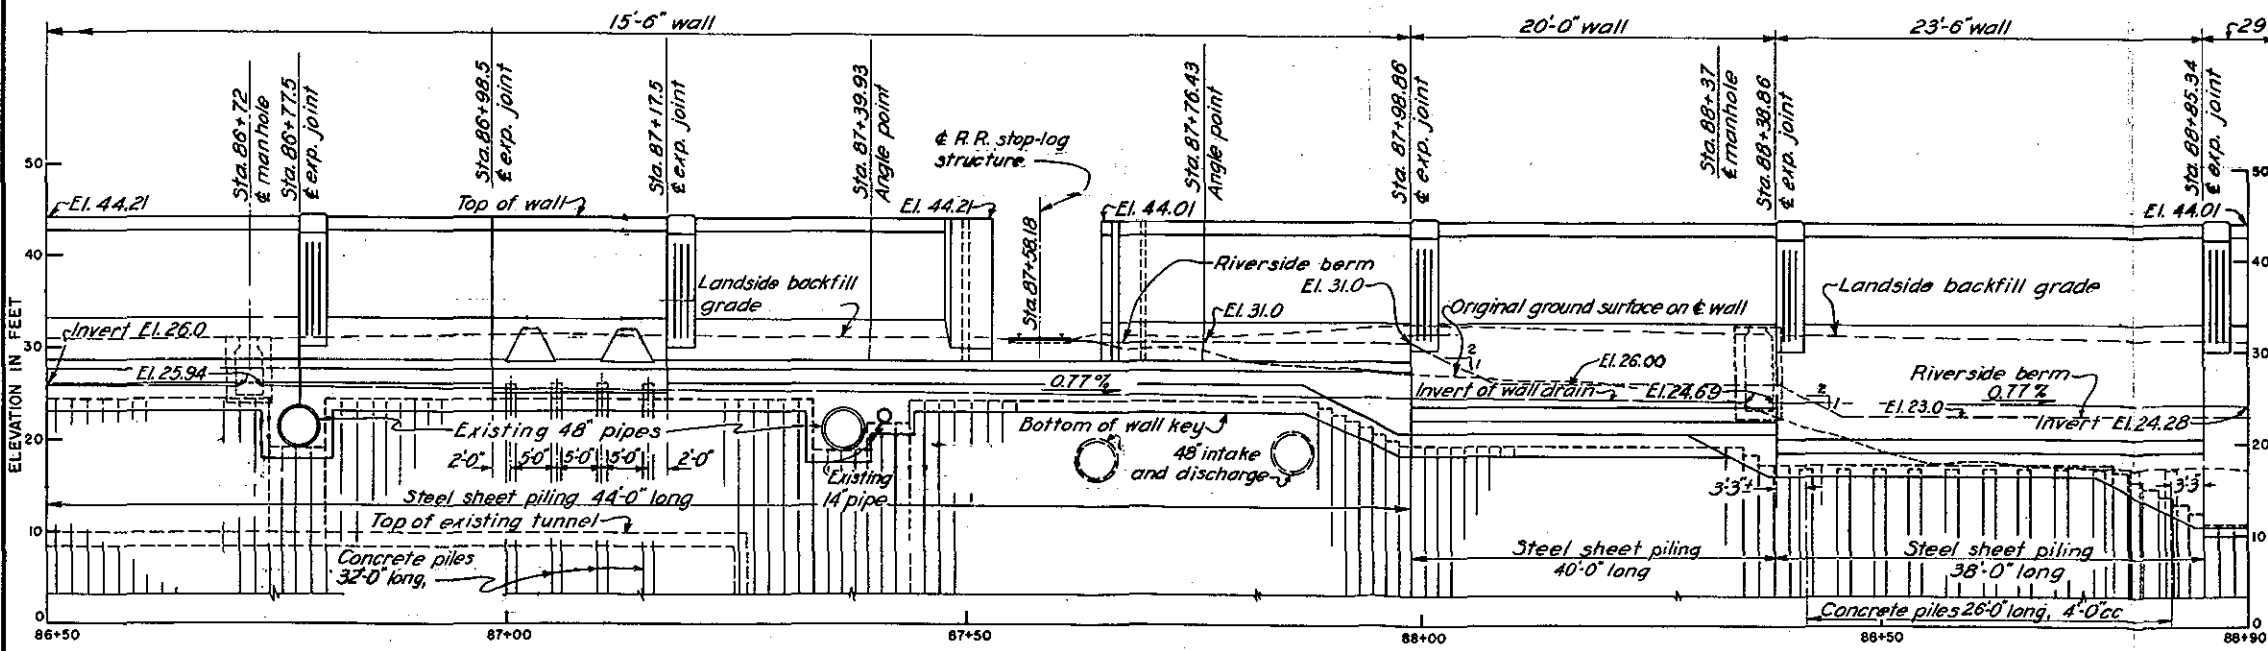 15'-6" wall
20'-0" wall
23'-6" wall
29
Sta. 86+72
℄ manhole
Sta. 86+77.5
℄ exp. joint
Sta. 86+98.5
℄ exp. joint
Sta. 87+17.5
℄ exp. joint
Sta. 87+39.93
Angle point
℄ R.R. stop-log
structure
Sta. 87+58.18
Sta. 87+76.43
Angle point
Sta. 87+98.86
℄ exp. joint
Sta. 88+37
℄ manhole
Sta. 88+38.86
℄ exp. joint
Sta. 88+85.34
℄ exp. joint
ELEVATION IN FEET
50
40
30
20
10
0
50
40
30
20
10
0
El. 44.21
Top of wall
El. 44.21
El. 44.01
El. 44.01
Landside backfill
grade
Riverside berm
El. 31.0
El. 31.0
Original ground surface on ℄ wall
Landside backfill grade
Invert El. 26.0
El. 25.94
0.77%
2
1
El. 26.00
Invert of wall drain
El. 24.69
2
1
Riverside berm
0.77%
El. 23.0
Invert El. 24.28
Existing 48" pipes
Bottom of wall key
2'-0"
5'-0"
5'-0"
5'-0"
2'-0"
Existing
14" pipe
48" intake
and discharge
3'-3"±
3'-3
Steel sheet piling 44'-0" long
Top of existing tunnel
Concrete piles
32'-0" long,
Steel sheet piling
40'-0" long
Steel sheet piling
38'-0" long
Concrete piles 26'-0" long, 4'-0" cc
86+50
87+00
87+50
88+00
88+50
88+90